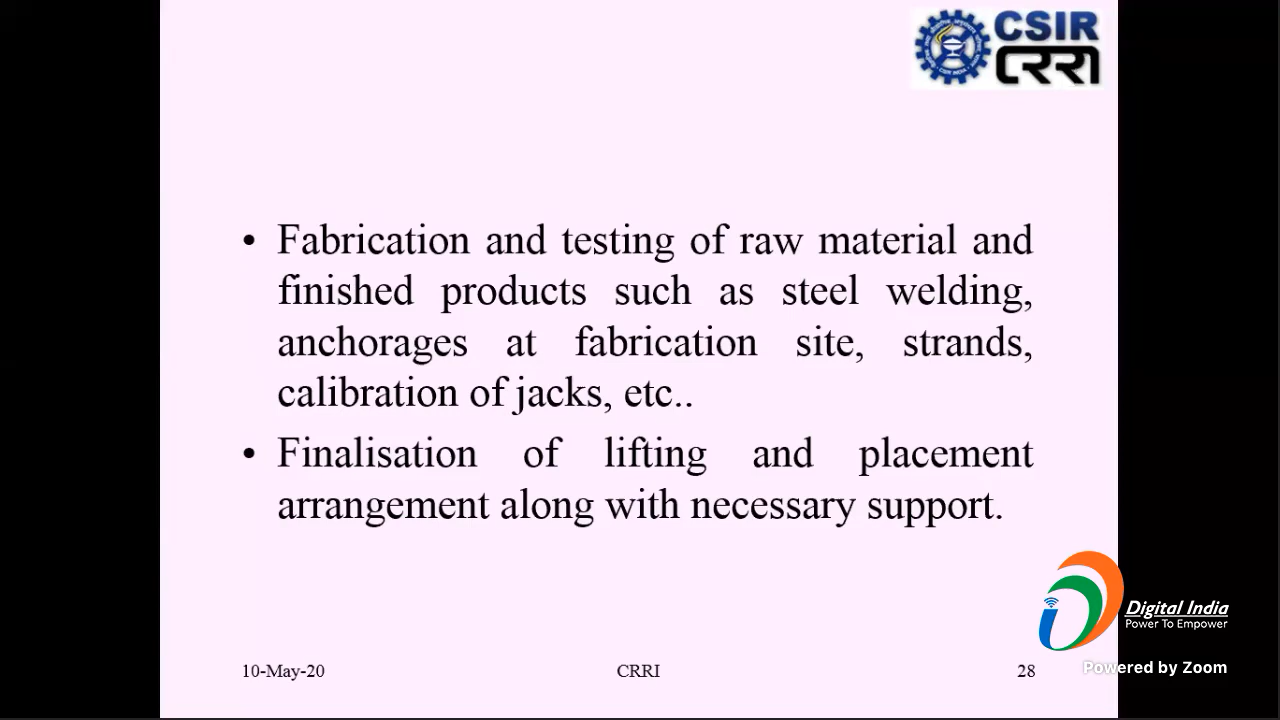 CSIR
CRRI
• Fabrication and testing of raw material and
finished products such as steel welding,
anchorages at fabrication site, strands,
calibration of jacks, etc..
• Finalisation of lifting and placement
arrangement along with necessary support.
Digital India
Power To Empower
10-May-20 CRRI 28
Powered by Zoom